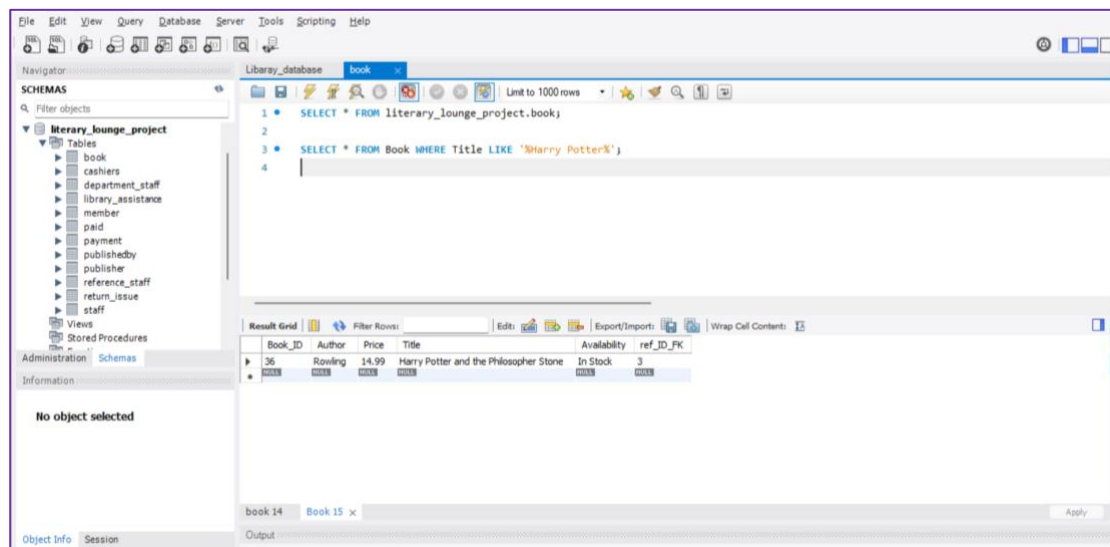 File Edit View Query Database Server Tools Scripting Help
Navigator
SCHEMAS
Filter objects
literary_lounge_project
Tables
book
cashiers
department_staff
library_assistance
member
paid
payment
publishedby
publisher
reference_staff
return_issue
staff
Views
Stored Procedures
Administration Schemas
Information
No object selected
Object Info Session
Libaray_database book
Limit to 1000 rows
1 SELECT * FROM literary_lounge_project.book;
2
3 SELECT * FROM Book WHERE Title LIKE '%Harry Potter%';
4
Result Grid Filter Rows: Edit: Export/Import: Wrap Cell Content:
Book_ID Author Price Title Availability ref_ID_FK
36 Rowling 14.99 Harry Potter and the Philosopher Stone In Stock 3
NULL NULL NULL NULL NULL NULL
book 14 Book 15 Apply
Output